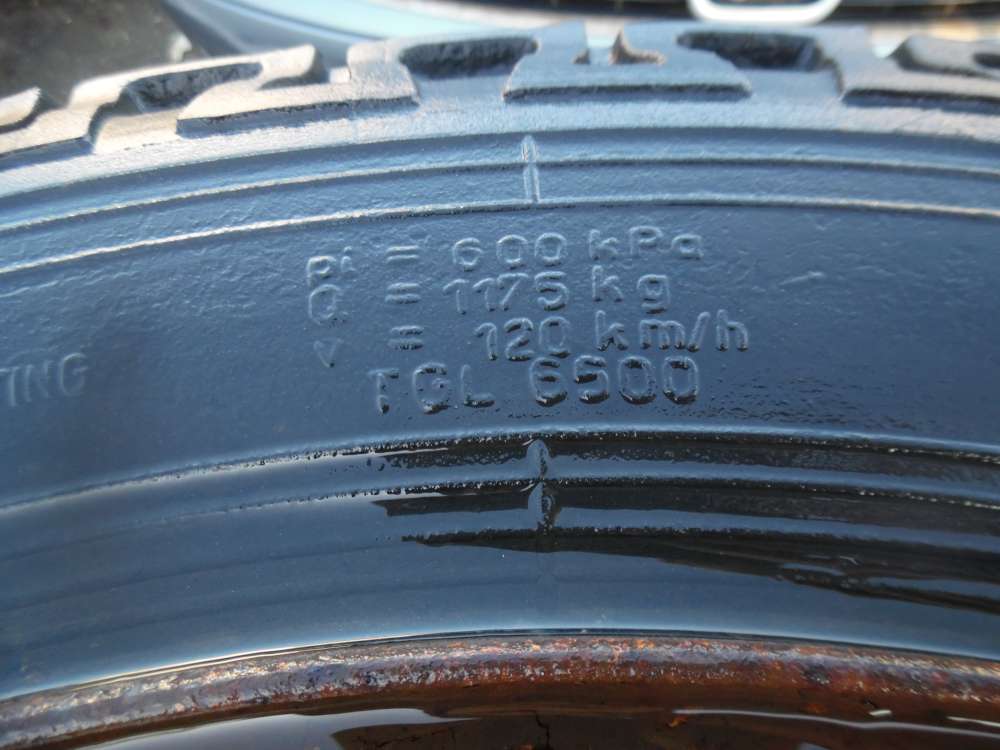 pi = 600 kPa
Q = 1175 kg
v = 120 km/h
TGL 6500
TING